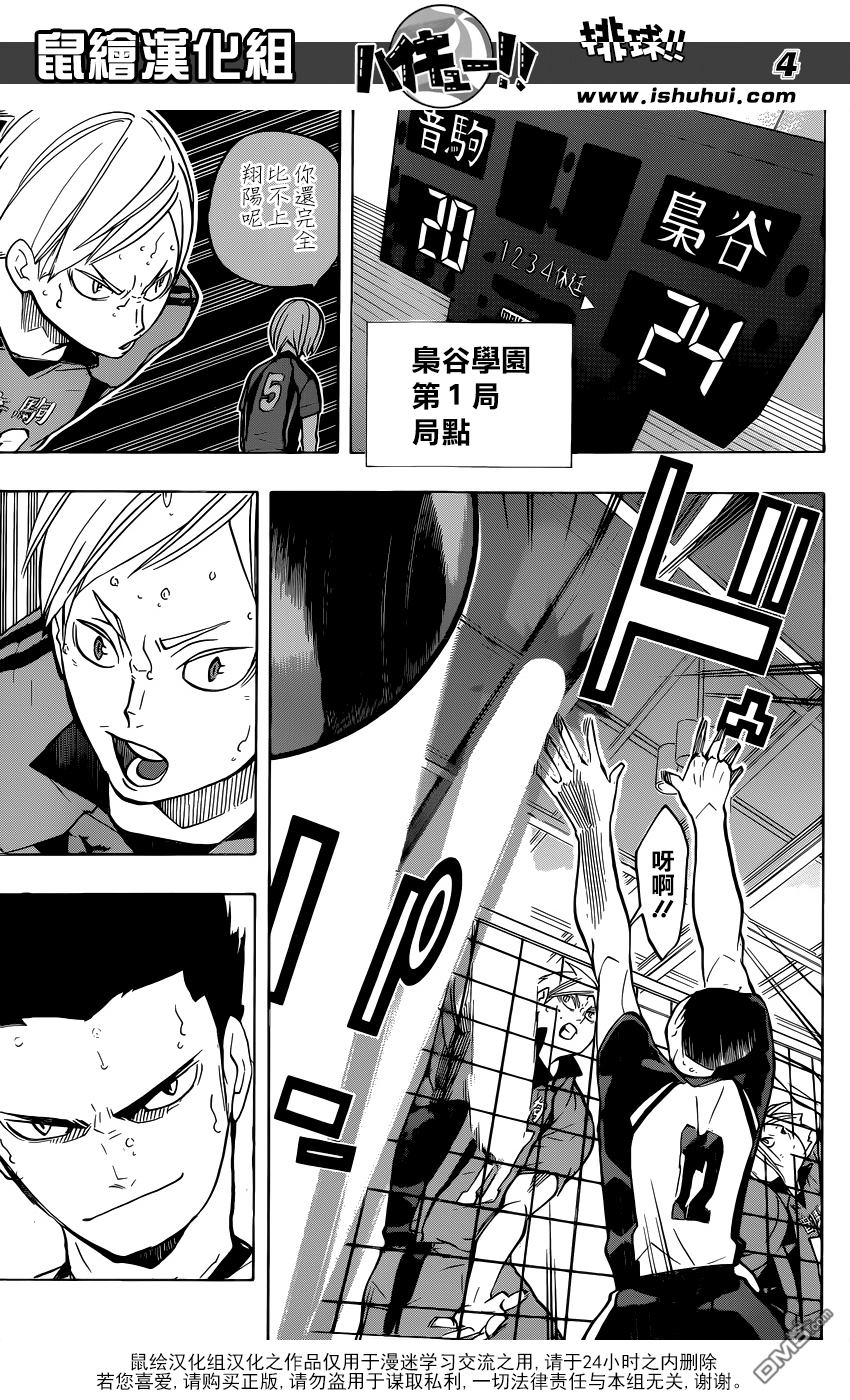 鼠繪漢化組
ハイキュー!!
排球!!
4
www.ishuhui.com
音駒
梟谷
20
24
1234休廷
梟谷學園
第1局
局點
你還完全
比不上
翔陽呢
5
音駒
呀啊!!
鼠绘汉化组汉化之作品仅用于漫迷学习交流之用, 请于24小时之内删除
若您喜爱, 请购买正版, 请勿盗用于谋取私利, 一切法律责任与本组无关, 谢谢。